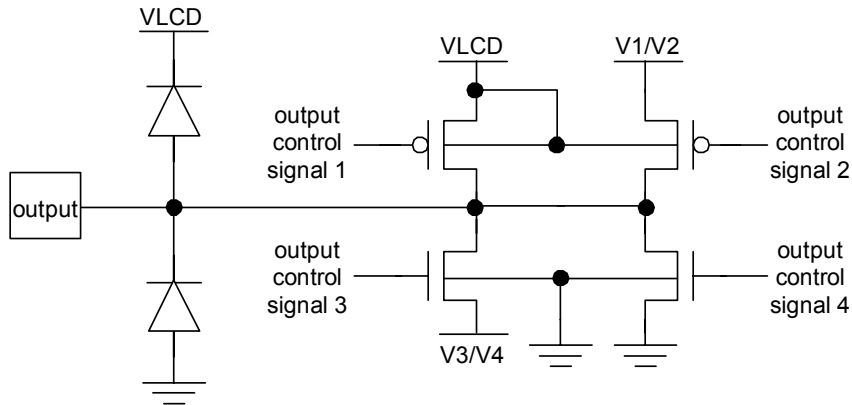 VLCD
VLCD
V1/V2
output
control
signal 1
output
control
signal 2
output
output
control
signal 3
output
control
signal 4
V3/V4